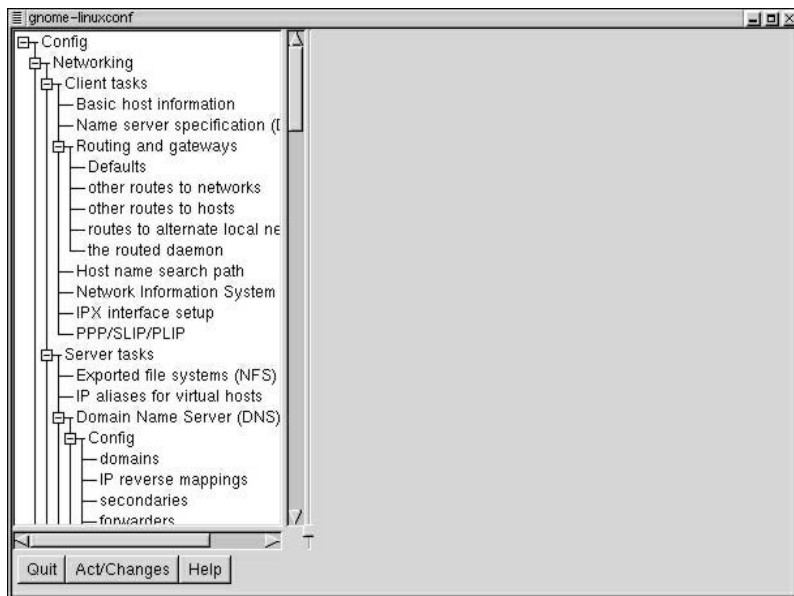 gnome-linuxconf
Config
Networking
Client tasks
Basic host information
Name server specification (D
Routing and gateways
Defaults
other routes to networks
other routes to hosts
routes to alternate local ne
the routed daemon
Host name search path
Network Information System
IPX interface setup
PPP/SLIP/PLIP
Server tasks
Exported file systems (NFS)
IP aliases for virtual hosts
Domain Name Server (DNS)
Config
domains
IP reverse mappings
secondaries
forwarders
Quit Act/Changes Help